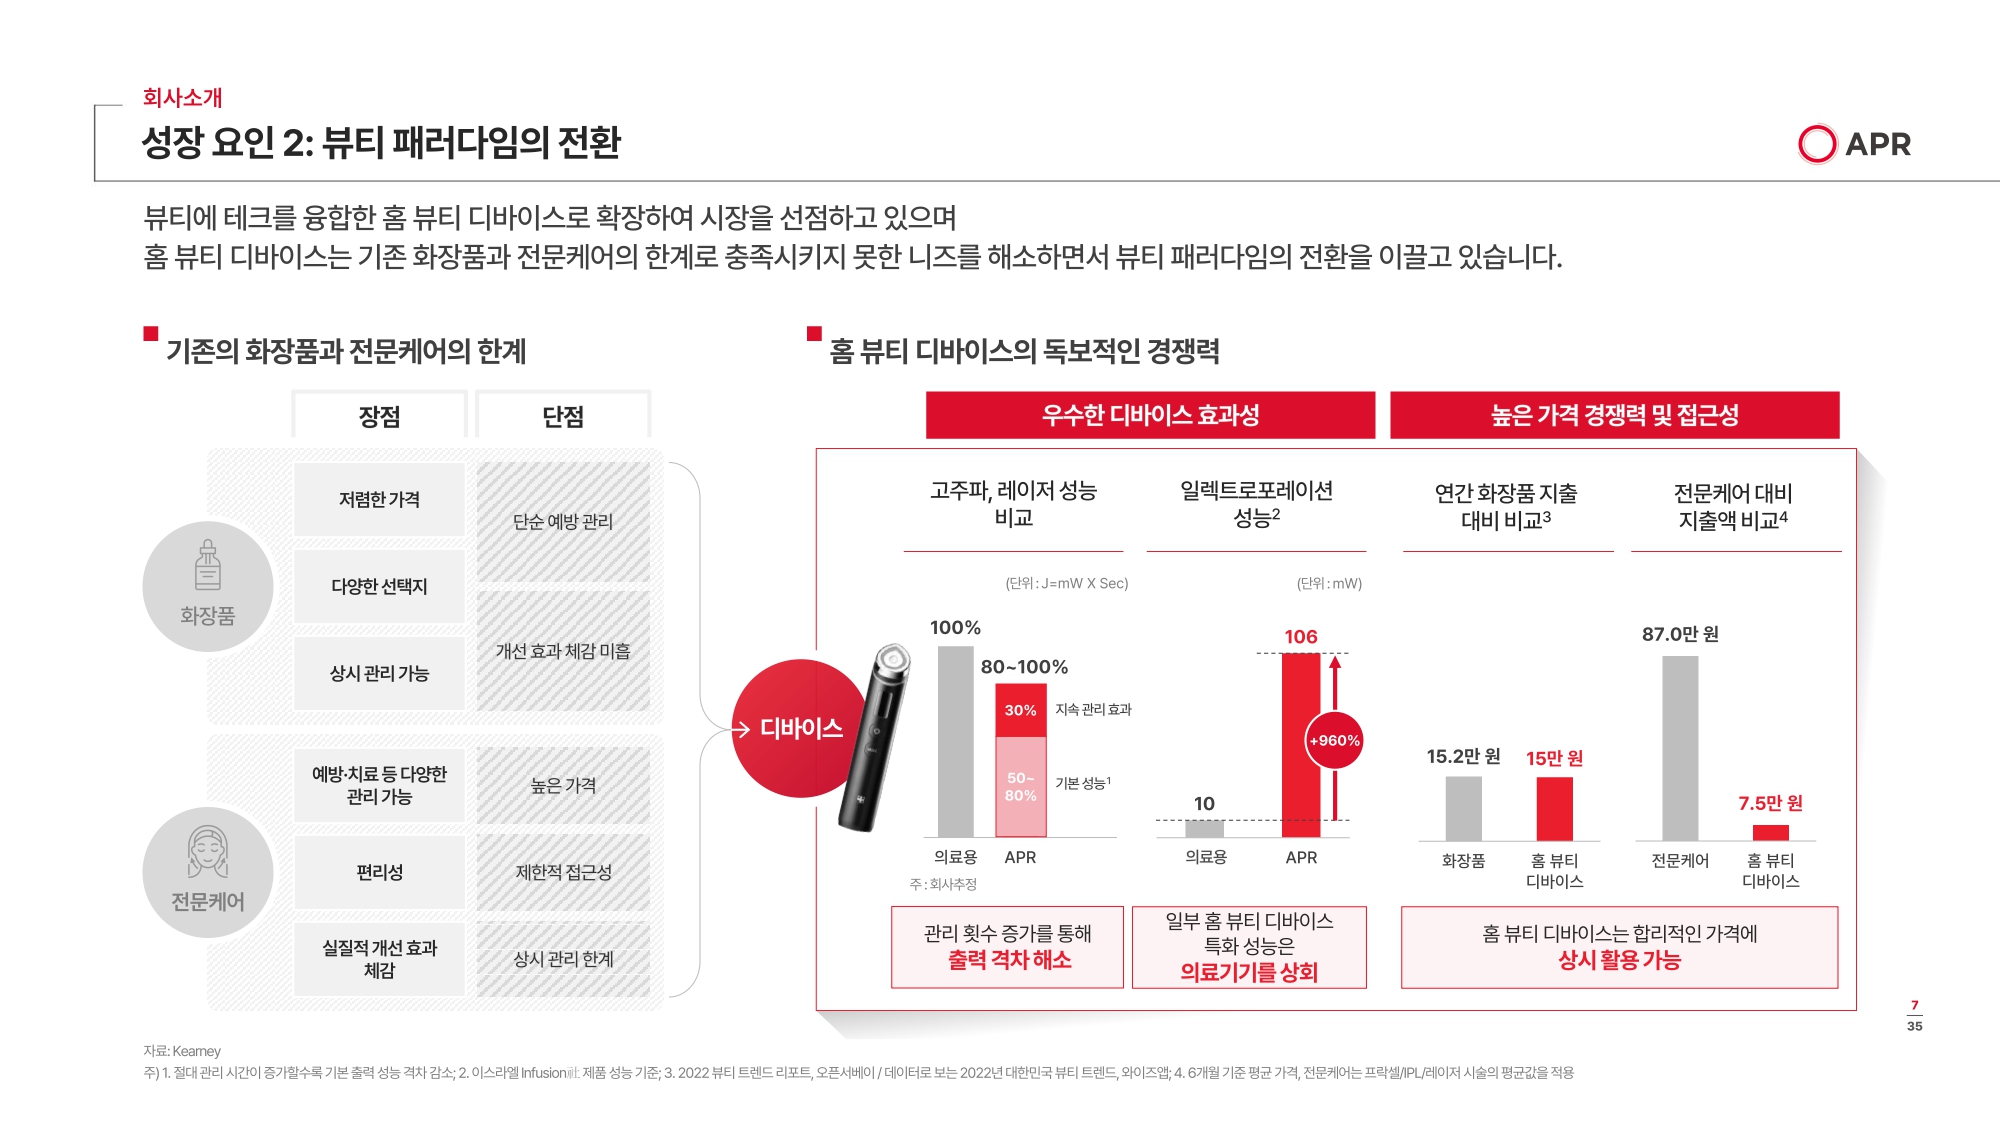 회사소개
성장 요인 2: 뷰티 패러다임의 전환
APR
뷰티에 테크를 융합한 홈 뷰티 디바이스로 확장하여 시장을 선점하고 있으며
홈 뷰티 디바이스는 기존 화장품과 전문케어의 한계로 충족시키지 못한 니즈를 해소하면서 뷰티 패러다임의 전환을 이끌고 있습니다.
기존의 화장품과 전문케어의 한계
장점
단점
화장품
저렴한 가격
다양한 선택지
상시 관리 가능
단순 예방 관리
개선 효과 체감 미흡
전문케어
예방·치료 등 다양한
관리 가능
편리성
실질적 개선 효과
체감
높은 가격
제한적 접근성
상시 관리 한계
디바이스
홈 뷰티 디바이스의 독보적인 경쟁력
우수한 디바이스 효과성
높은 가격 경쟁력 및 접근성
고주파, 레이저 성능
비교
(단위 : J=mW X Sec)
100%
80~100%
30%
지속 관리 효과
50~
80%
기본 성능1
의료용
APR
주 : 회사추정
관리 횟수 증가를 통해
출력 격차 해소
일렉트로포레이션
성능2
(단위 : mW)
106
+960%
10
의료용
APR
일부 홈 뷰티 디바이스
특화 성능은
의료기기를 상회
연간 화장품 지출
대비 비교3
15.2만 원
15만 원
화장품
홈 뷰티
디바이스
전문케어 대비
지출액 비교4
87.0만 원
7.5만 원
전문케어
홈 뷰티
디바이스
홈 뷰티 디바이스는 합리적인 가격에
상시 활용 가능
7
35
자료: Kearney
주) 1. 절대 관리 시간이 증가할수록 기본 출력 성능 격차 감소; 2. 이스라엘 Infusion社 제품 성능 기준; 3. 2022 뷰티 트렌드 리포트, 오픈서베이 / 데이터로 보는 2022년 대한민국 뷰티 트렌드, 와이즈앱; 4. 6개월 기준 평균 가격, 전문케어는 프락셀/IPL/레이저 시술의 평균값을 적용